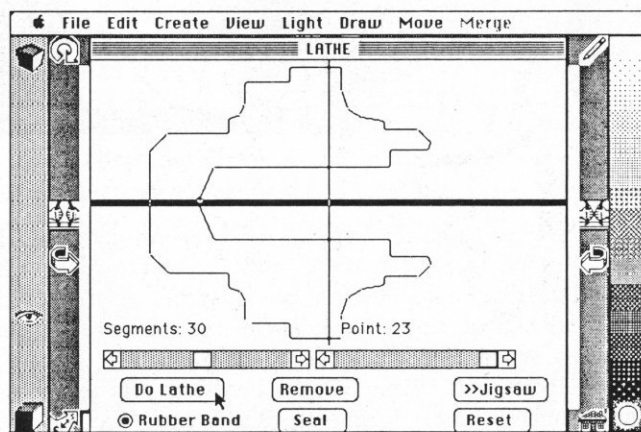 File Edit Create View Light Draw Move Merge
LATHE
Segments: 30 Point: 23
Do Lathe Remove >>Jigsaw
Rubber Band Seal Reset